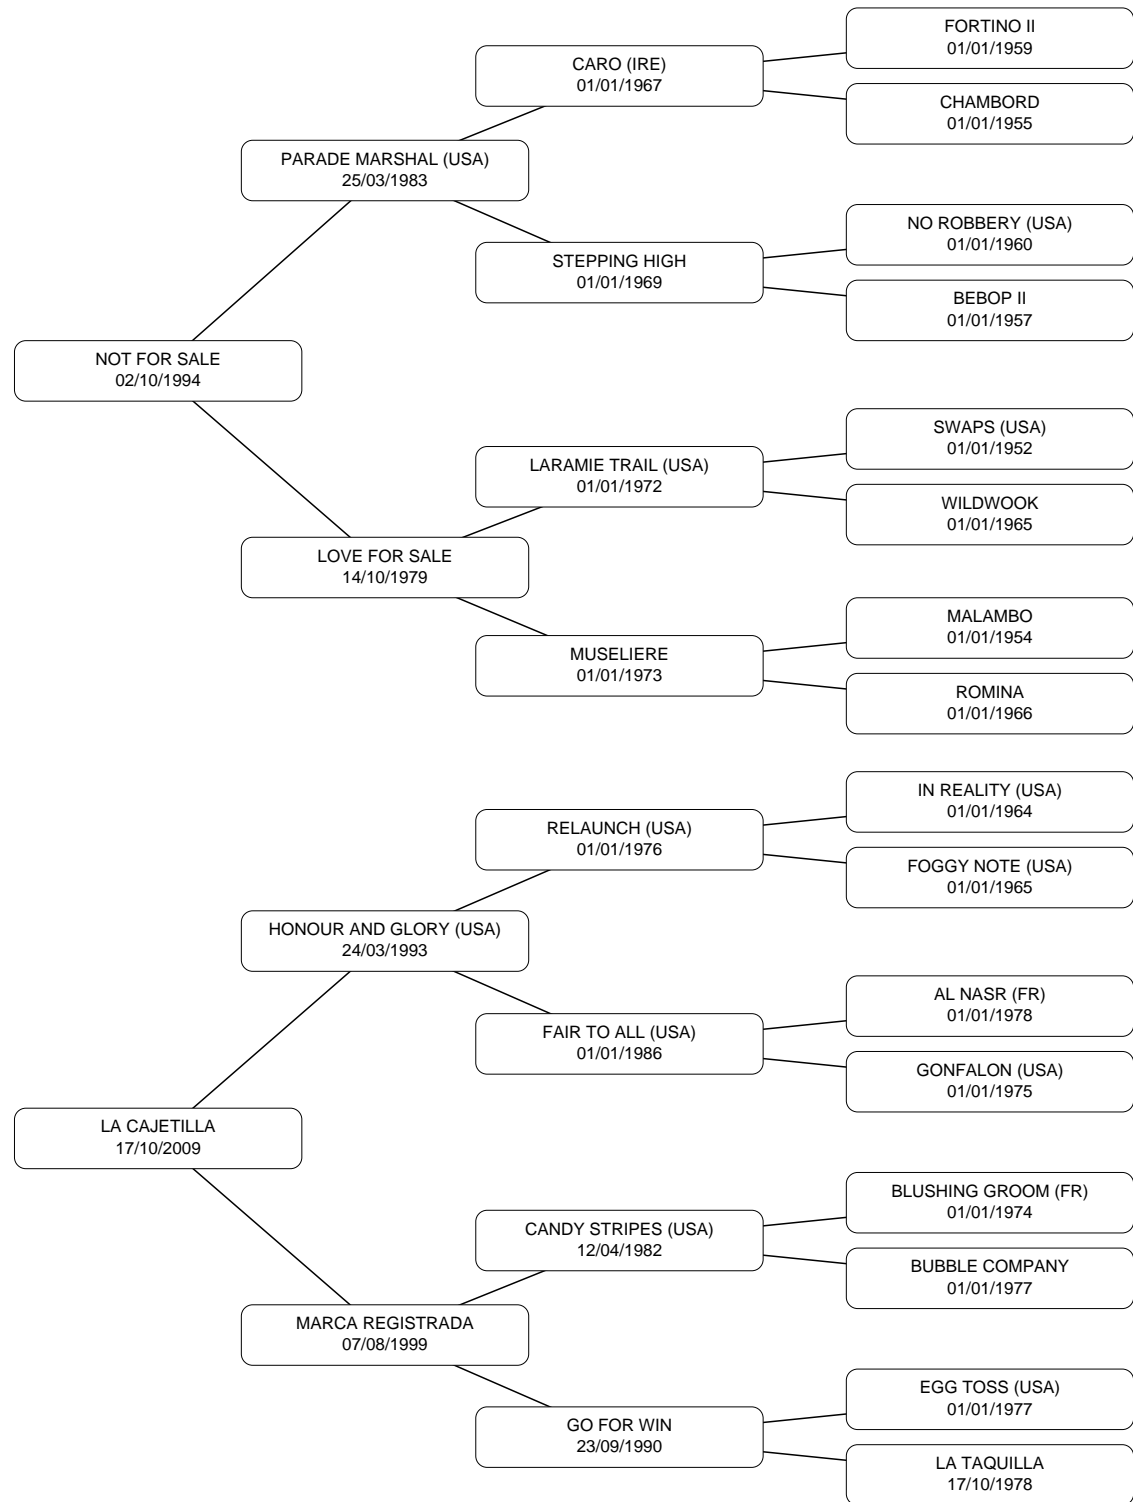 FORTINO II
01/01/1959
CARO (IRE)
01/01/1967
CHAMBORD
01/01/1955
PARADE MARSHAL (USA)
25/03/1983
NO ROBBERY (USA)
01/01/1960
STEPPING HIGH
01/01/1969
BEBOP II
01/01/1957
NOT FOR SALE
02/10/1994
SWAPS (USA)
01/01/1952
LARAMIE TRAIL (USA)
01/01/1972
WILDWOOK
01/01/1965
LOVE FOR SALE
14/10/1979
MALAMBO
01/01/1954
MUSELIERE
01/01/1973
ROMINA
01/01/1966
IN REALITY (USA)
01/01/1964
RELAUNCH (USA)
01/01/1976
FOGGY NOTE (USA)
01/01/1965
HONOUR AND GLORY (USA)
24/03/1993
AL NASR (FR)
01/01/1978
FAIR TO ALL (USA)
01/01/1986
GONFALON (USA)
01/01/1975
LA CAJETILLA
17/10/2009
BLUSHING GROOM (FR)
01/01/1974
CANDY STRIPES (USA)
12/04/1982
BUBBLE COMPANY
01/01/1977
MARCA REGISTRADA
07/08/1999
EGG TOSS (USA)
01/01/1977
GO FOR WIN
23/09/1990
LA TAQUILLA
17/10/1978